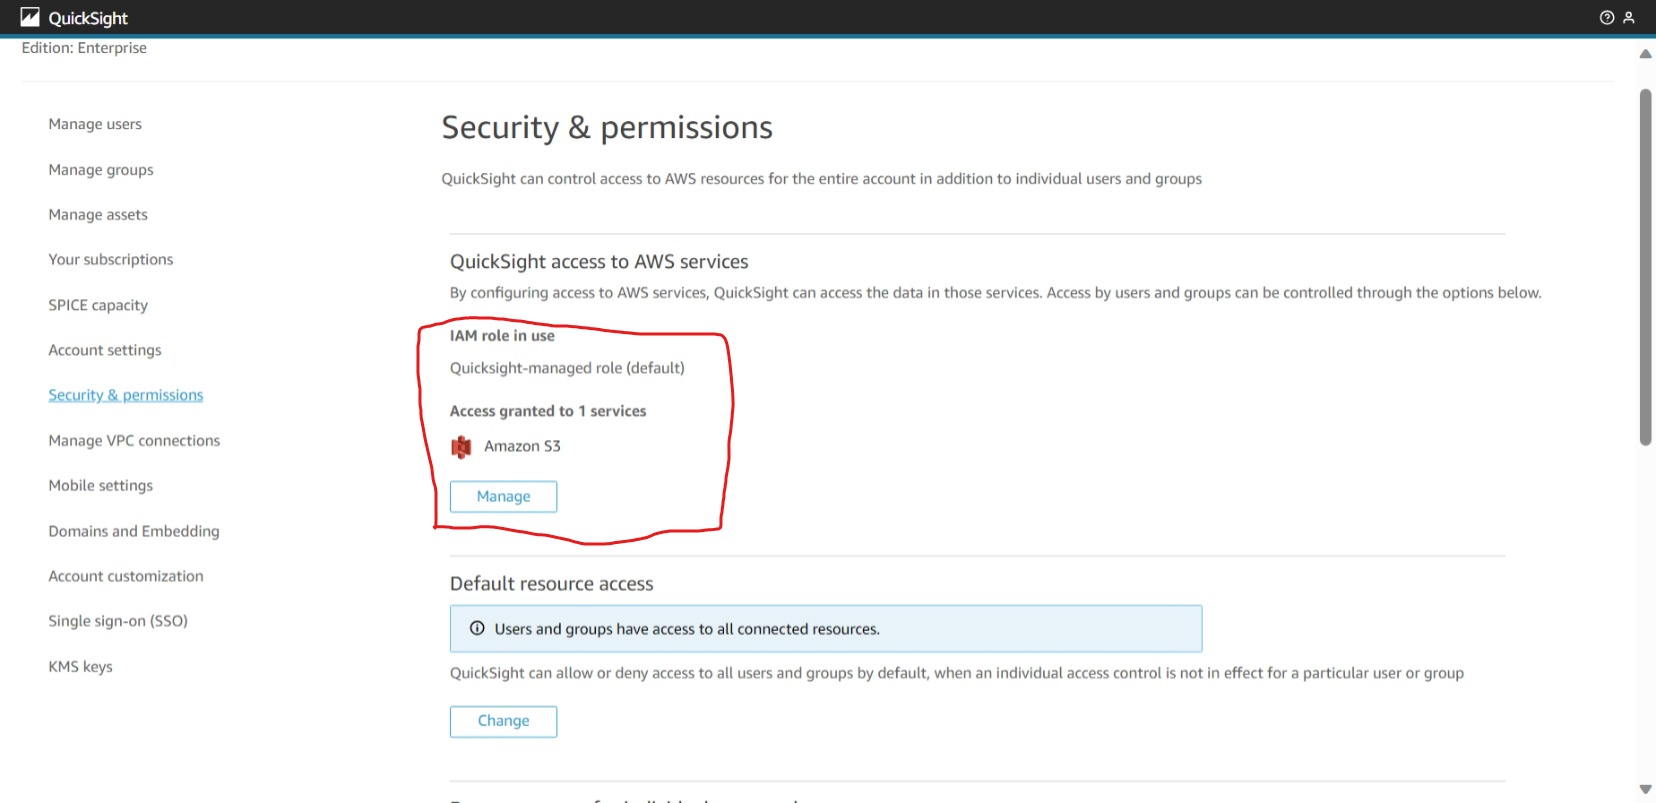 QuickSight
Edition: Enterprise
Manage users
Manage groups
Manage assets
Your subscriptions
SPICE capacity
Account settings
Security & permissions
Manage VPC connections
Mobile settings
Domains and Embedding
Account customization
Single sign-on (SSO)
KMS keys
Security & permissions
QuickSight can control access to AWS resources for the entire account in addition to individual users and groups
QuickSight access to AWS services
By configuring access to AWS services, QuickSight can access the data in those services. Access by users and groups can be controlled through the options below.
IAM role in use
Quicksight-managed role (default)
Access granted to 1 services
Amazon S3
Manage
Default resource access
Users and groups have access to all connected resources.
QuickSight can allow or deny access to all users and groups by default, when an individual access control is not in effect for a particular user or group
Change